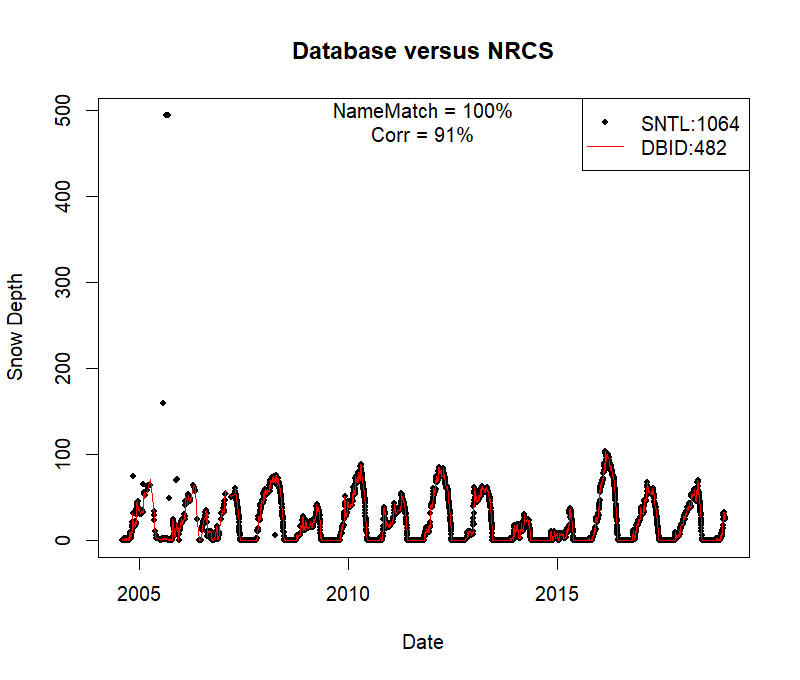 Database versus NRCS
NameMatch = 100%
Corr = 91%
SNTL:1064
DBID:482
500
400
300
200
100
0
Snow Depth
2005 2010 2015
Date